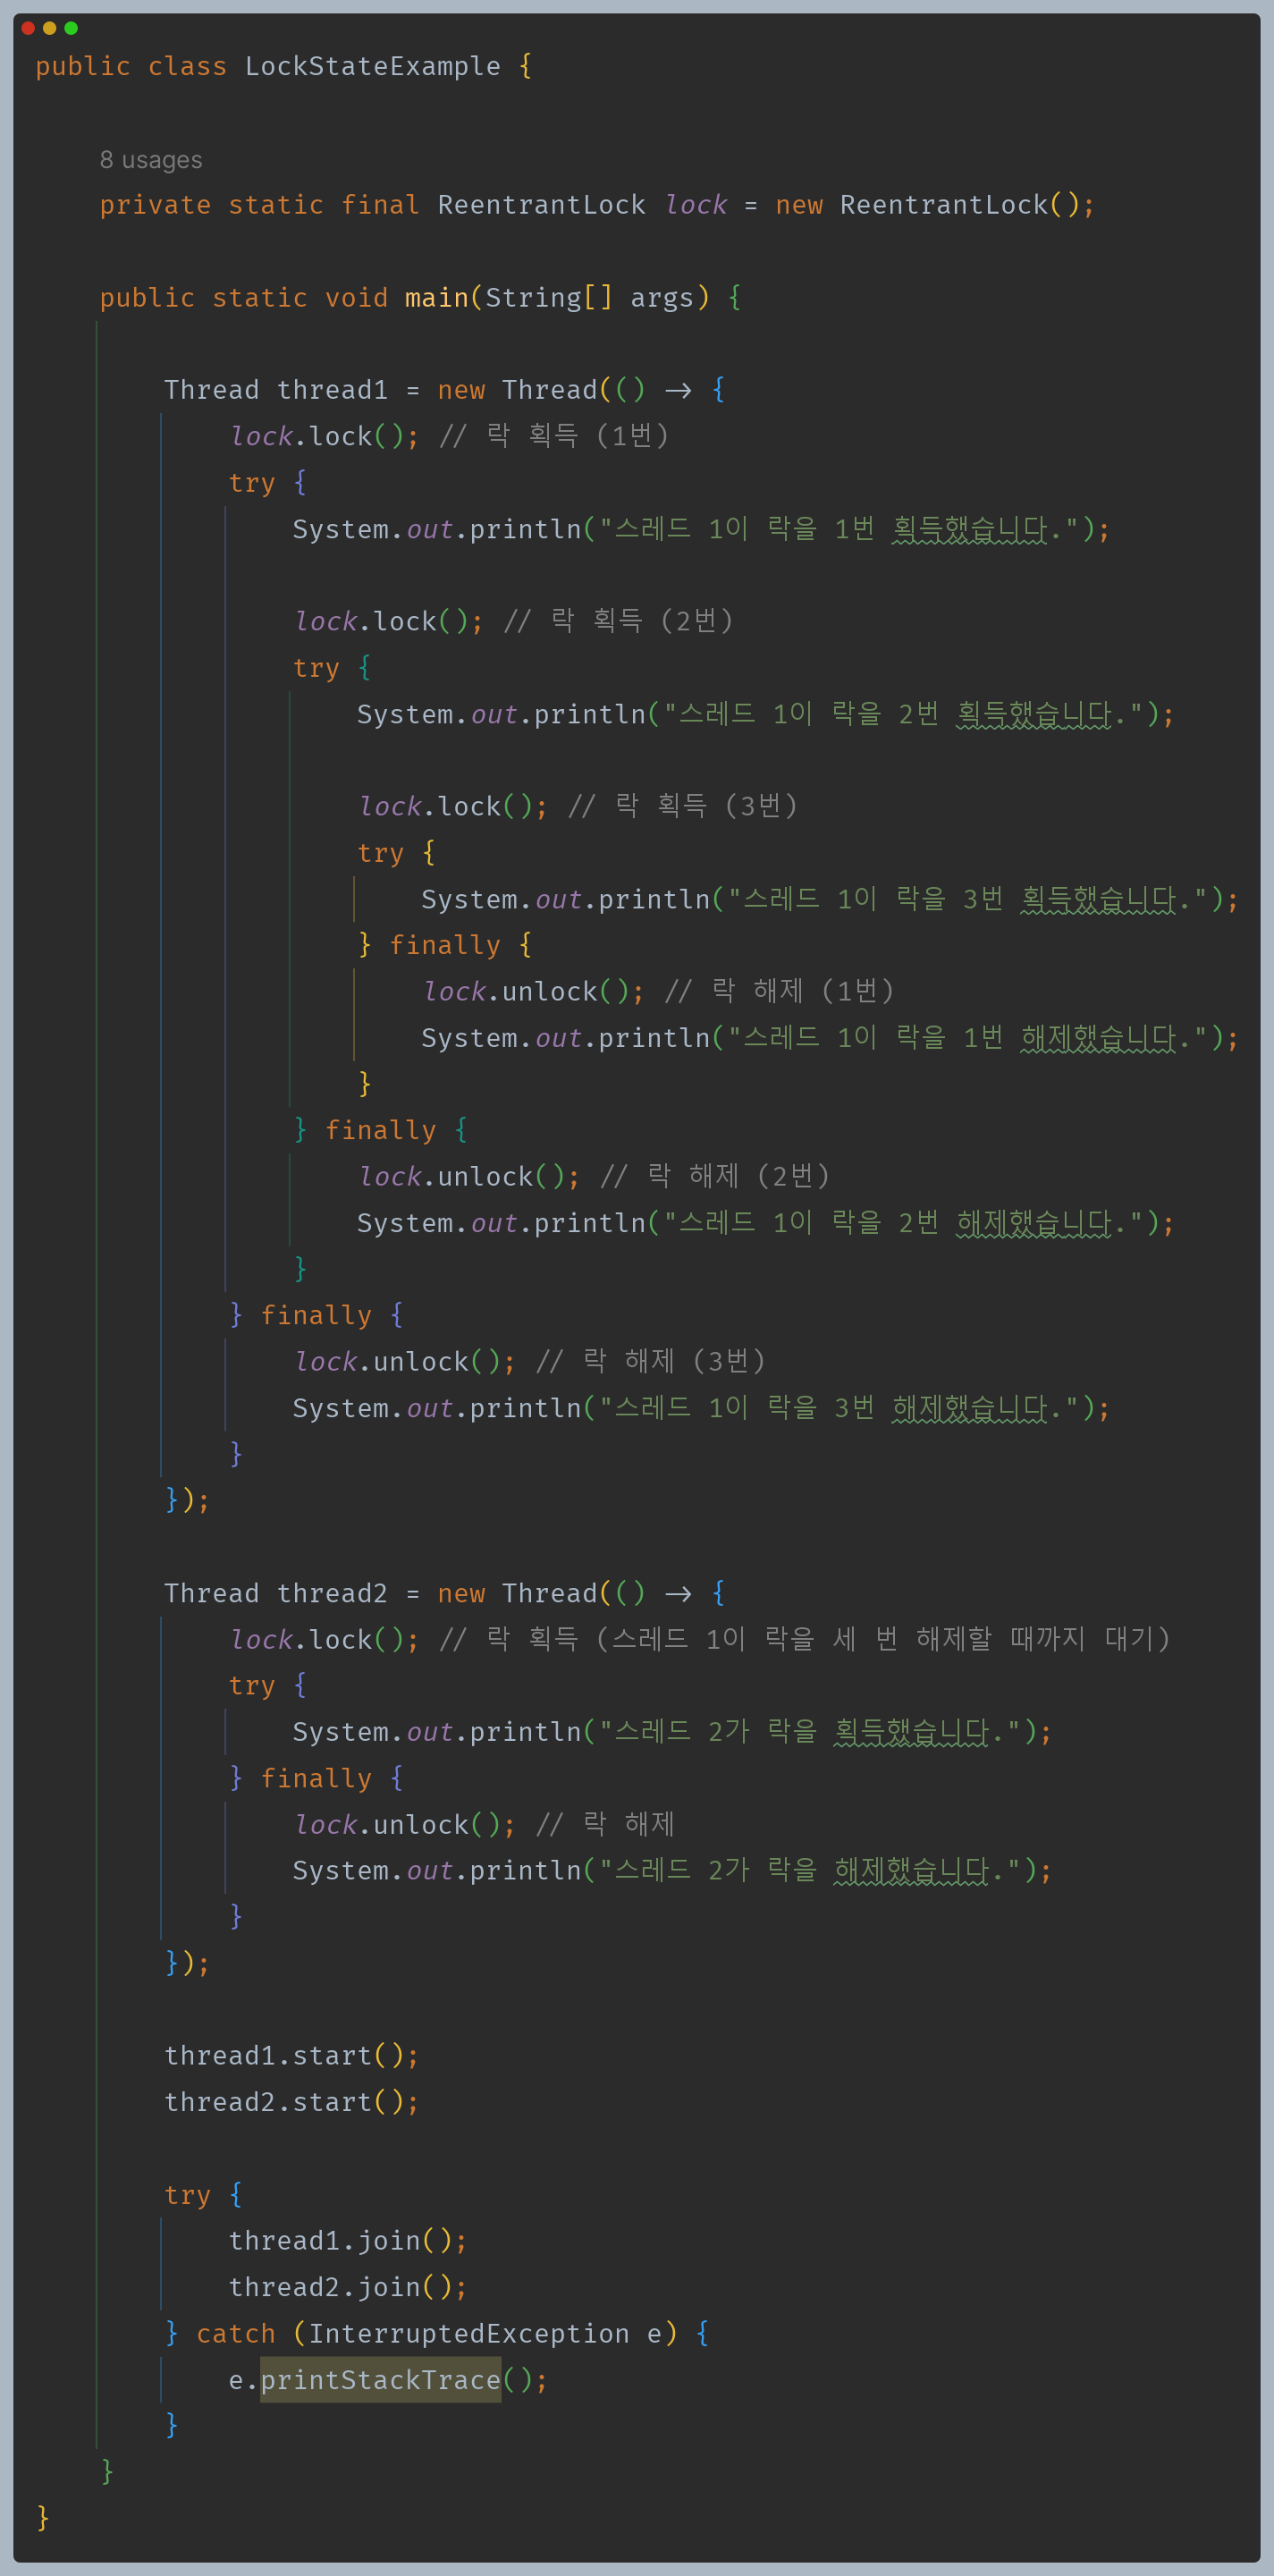 public class LockStateExample {
8 usages
private static final ReentrantLock lock = new ReentrantLock();
public static void main(String[] args) {
Thread thread1 = new Thread(() -> {
lock.lock(); // 락 획득 (1번)
try {
System.out.println("스레드 1이 락을 1번 획득했습니다.");
lock.lock(); // 락 획득 (2번)
try {
System.out.println("스레드 1이 락을 2번 획득했습니다.");
lock.lock(); // 락 획득 (3번)
try {
System.out.println("스레드 1이 락을 3번 획득했습니다.");
} finally {
lock.unlock(); // 락 해제 (1번)
System.out.println("스레드 1이 락을 1번 해제했습니다.");
}
} finally {
lock.unlock(); // 락 해제 (2번)
System.out.println("스레드 1이 락을 2번 해제했습니다.");
}
} finally {
lock.unlock(); // 락 해제 (3번)
System.out.println("스레드 1이 락을 3번 해제했습니다.");
}
});
Thread thread2 = new Thread(() -> {
lock.lock(); // 락 획득 (스레드 1이 락을 세 번 해제할 때까지 대기)
try {
System.out.println("스레드 2가 락을 획득했습니다.");
} finally {
lock.unlock(); // 락 해제
System.out.println("스레드 2가 락을 해제했습니다.");
}
});
thread1.start();
thread2.start();
try {
thread1.join();
thread2.join();
} catch (InterruptedException e) {
e.printStackTrace();
}
}
}